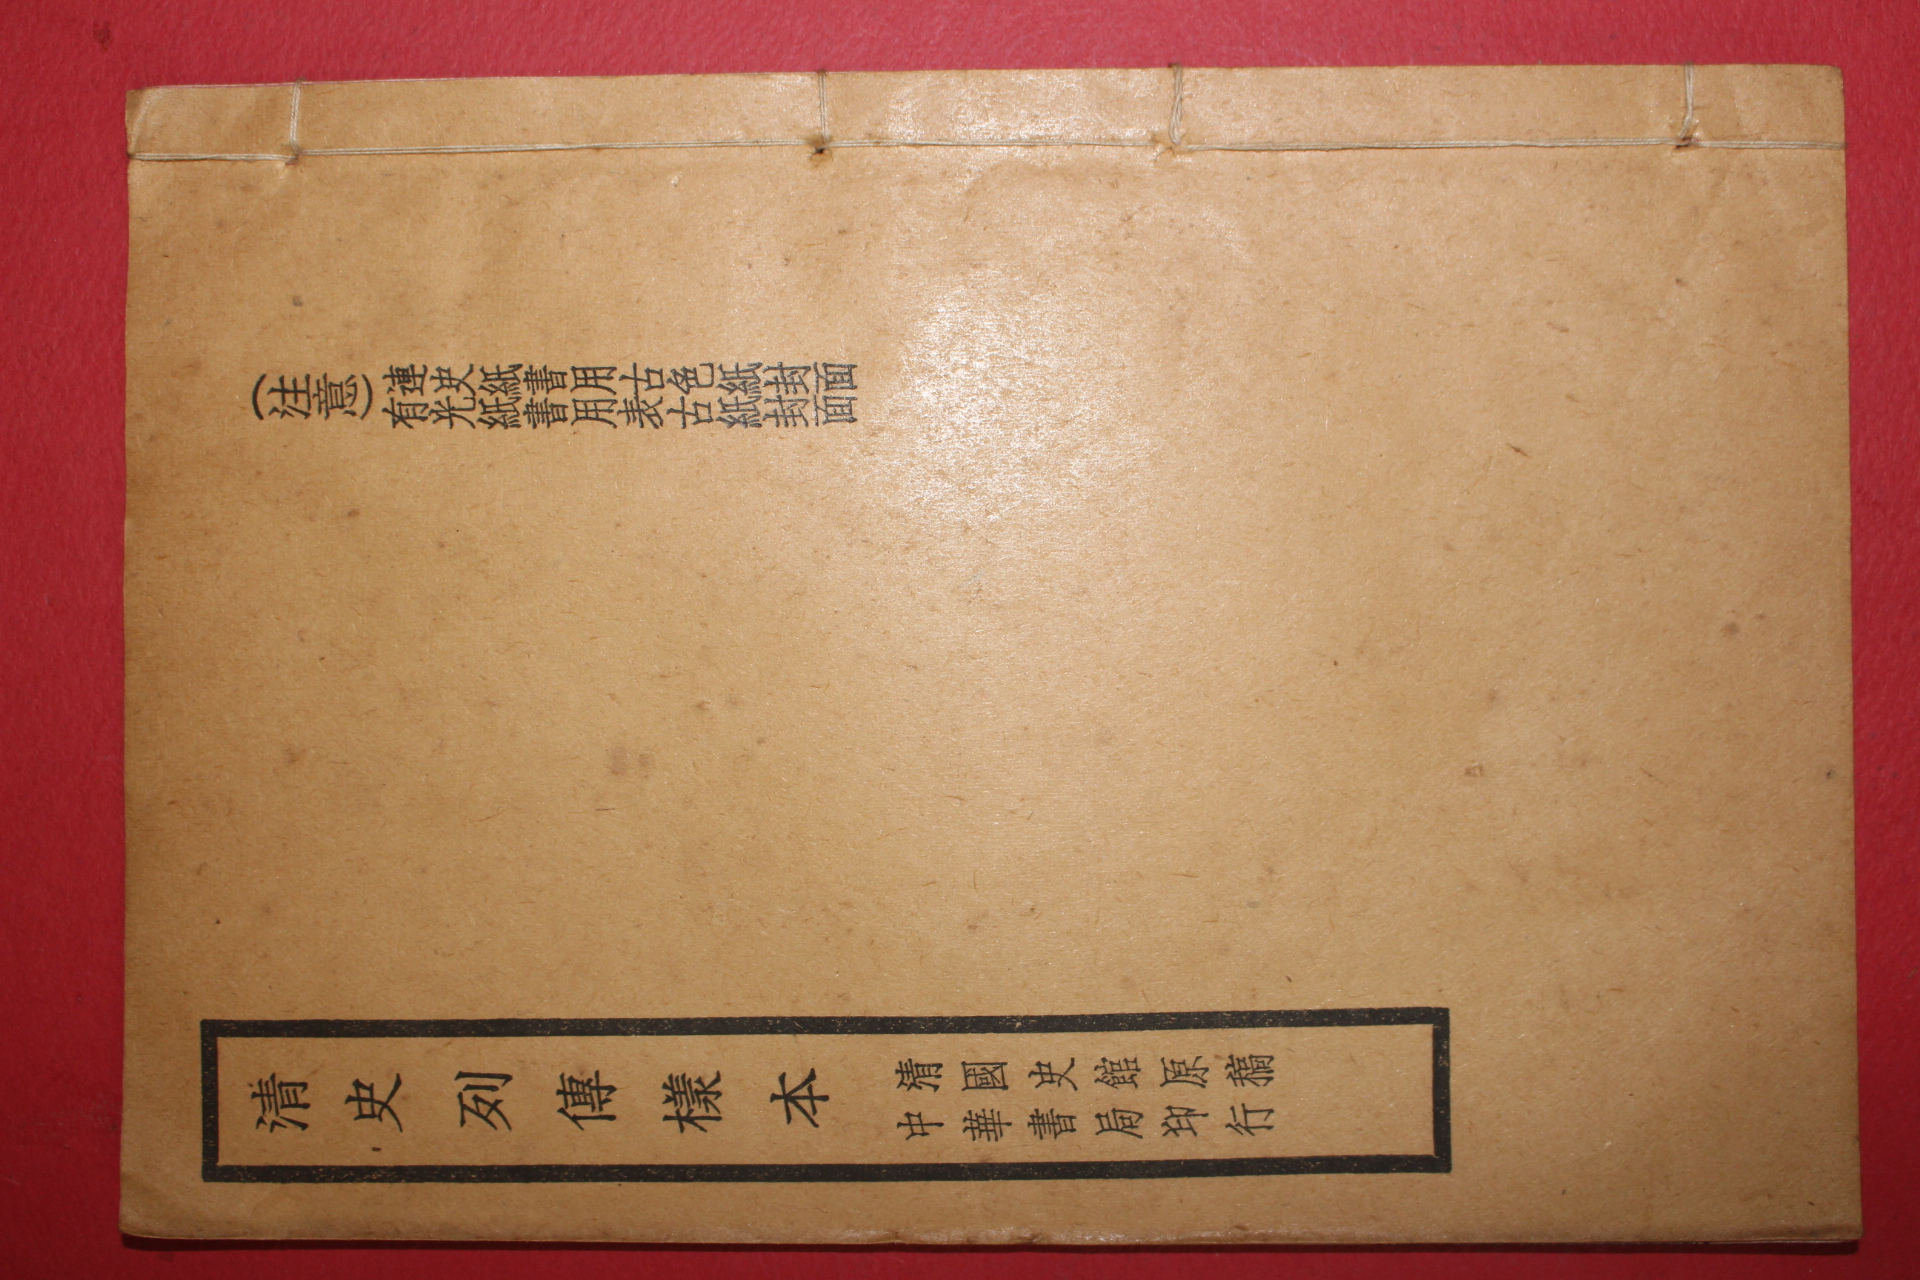 (注意)
連史紙書用古色紙封面
有光紙書用表古紙封面
清史列傳樣本
清國史館原稿
中華書局印行